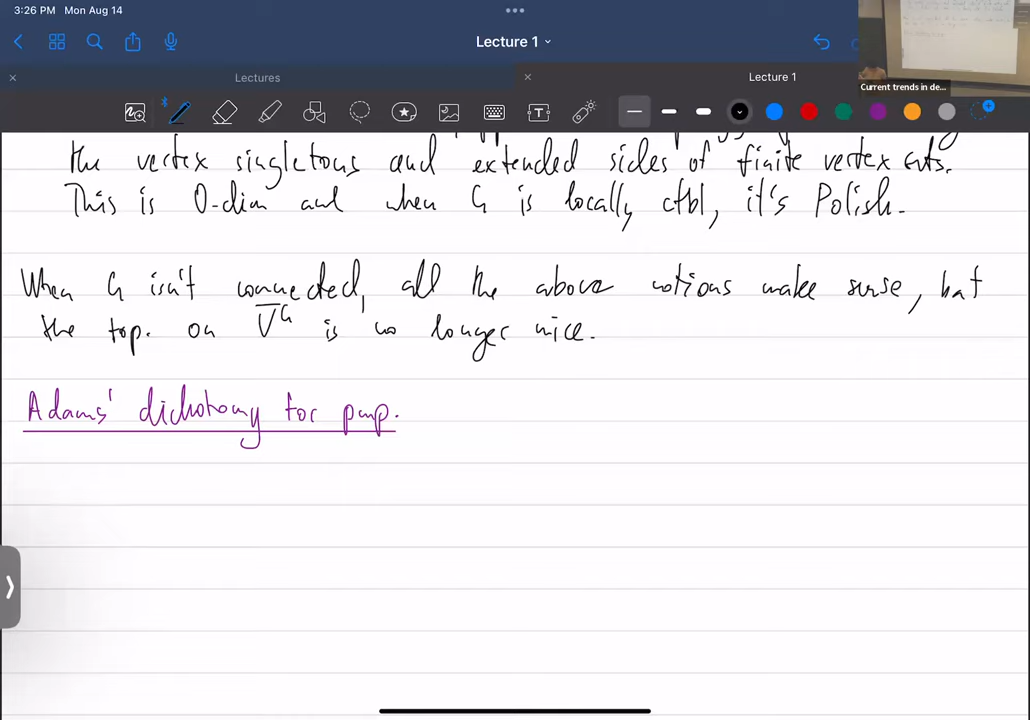 3:26 PM Mon Aug 14
Lecture 1
Lectures
Lecture 1
Current trends in de...
the vertex singletons and extended sides of finite vertex cuts.
This is 0-dim and when G is locally ctbl, it's Polish.
When G isn't connected, all the above notions make sense, but
the top. on V̅ᴳ is no longer nice.
Adams' dichotomy for pmp.